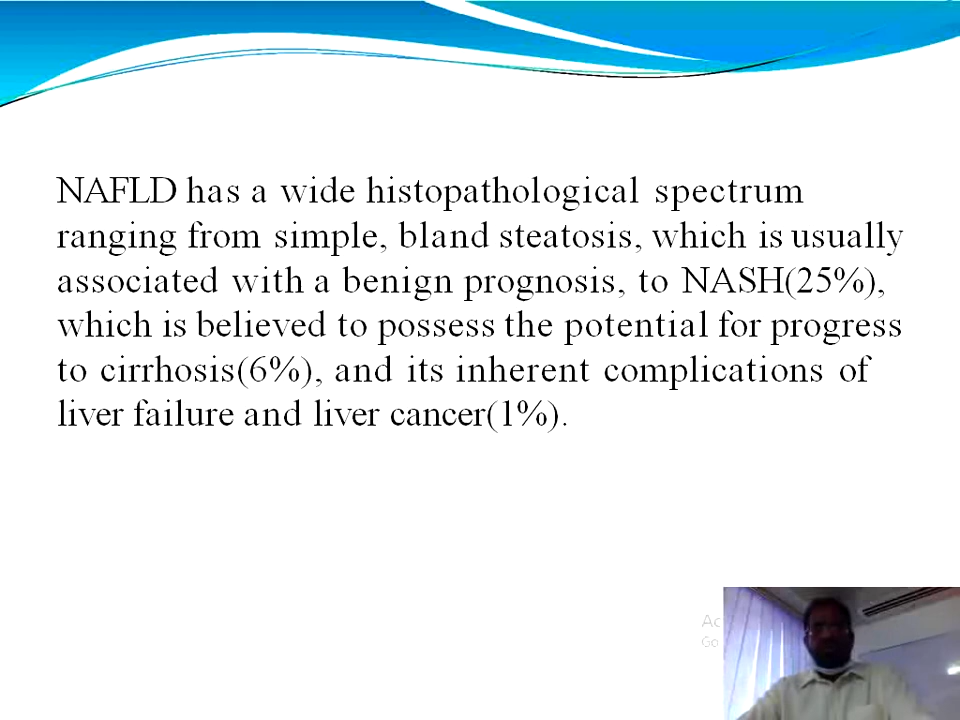 NAFLD has a wide histopathological spectrum
ranging from simple, bland steatosis, which is usually
associated with a benign prognosis, to NASH(25%),
which is believed to possess the potential for progress
to cirrhosis(6%), and its inherent complications of
liver failure and liver cancer(1%).
Ac
Go